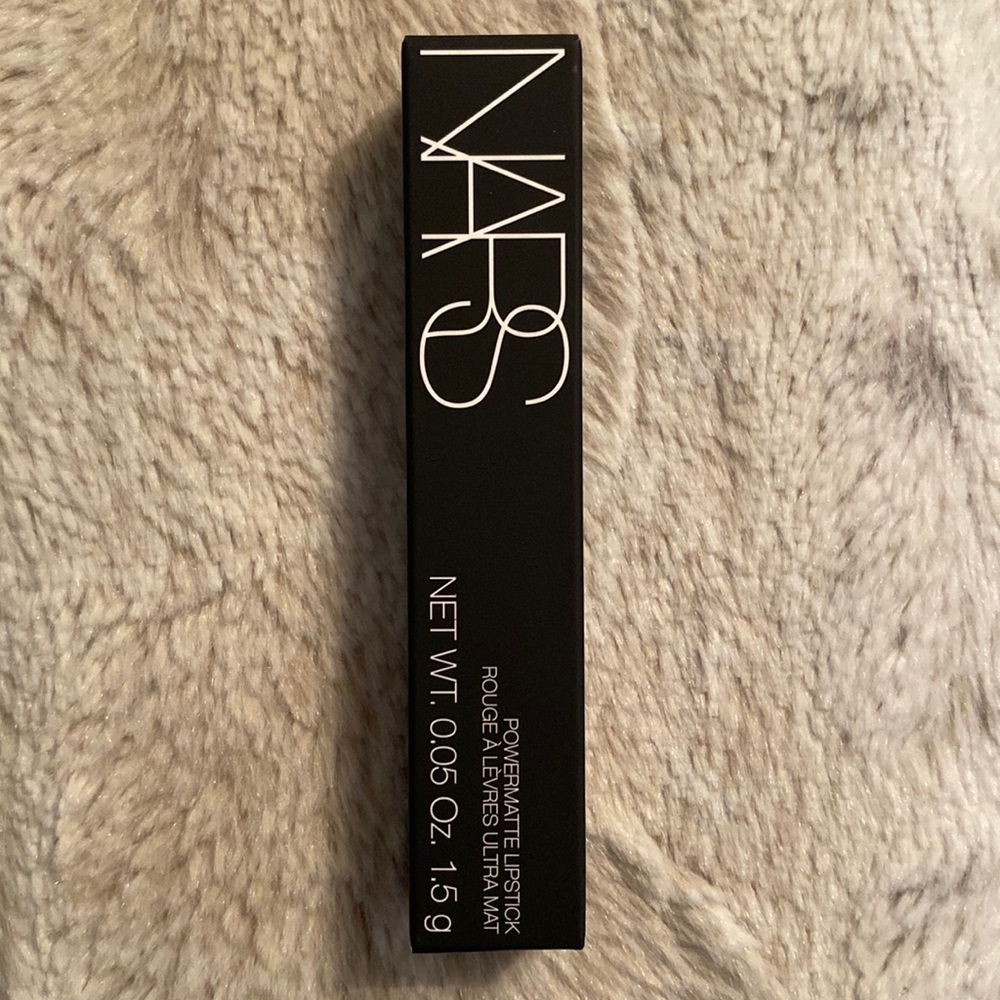 NARS
POWERMATTE LIPSTICK
ROUGE À LÈVRES ULTRA MAT
NET WT. 0.05 Oz. 1.5 g